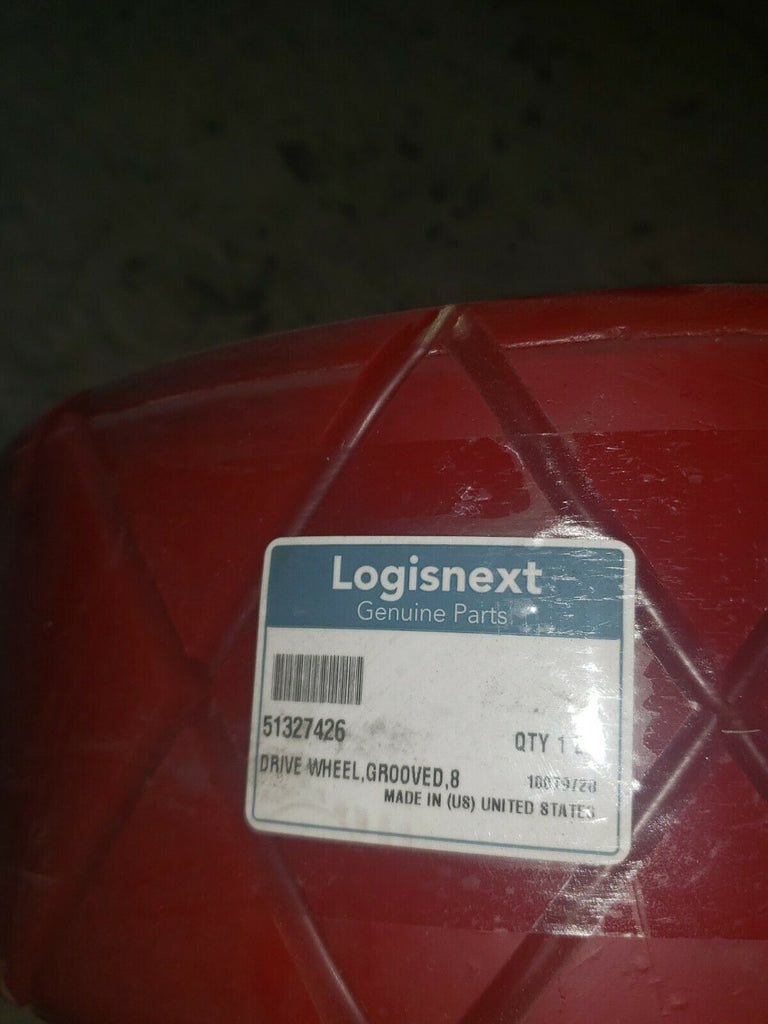 Logisnext
Genuine Parts
51327426
QTY 1
DRIVE WHEEL,GROOVED,8
MADE IN (US) UNITED STATES